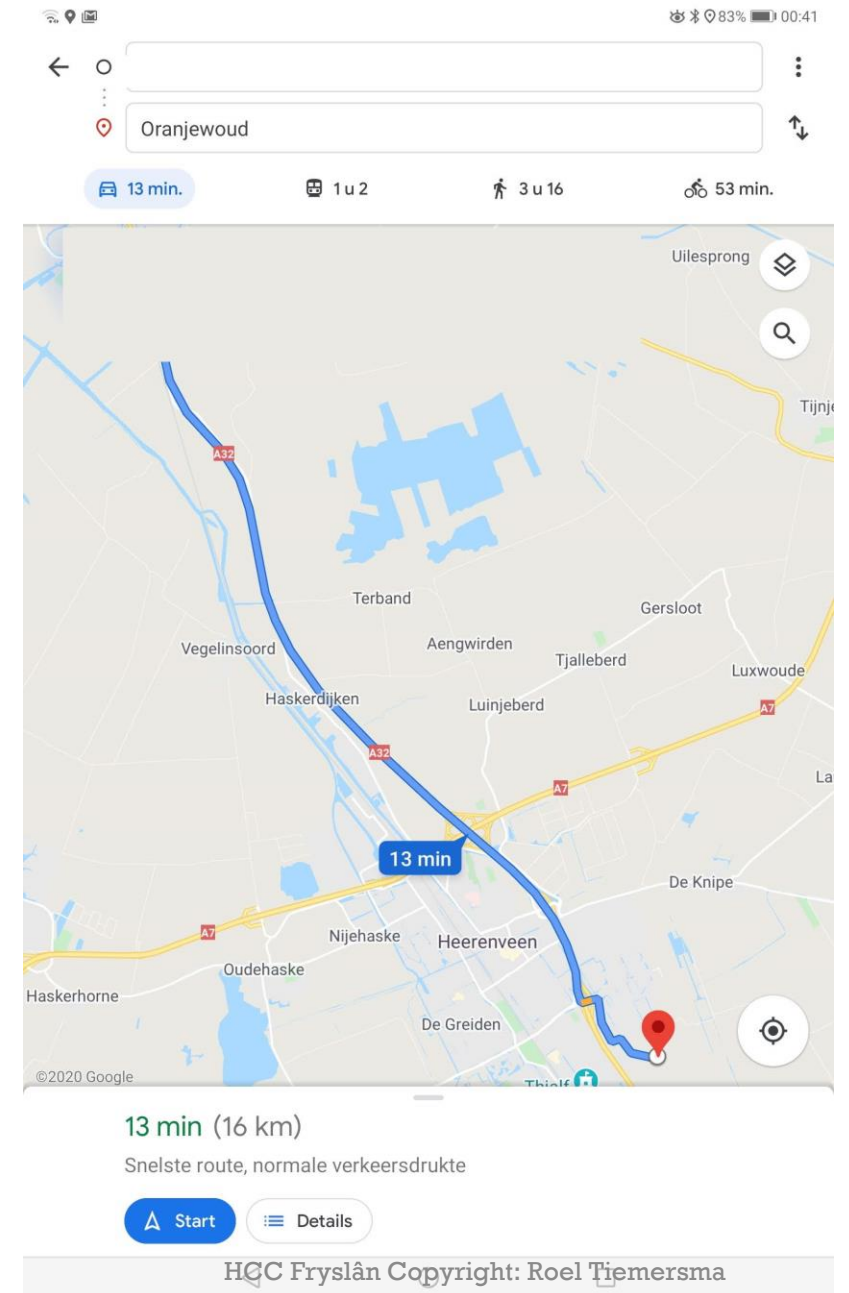 83% 00:41
Oranjewoud
13 min. 1 u 2 3 u 16 53 min.
Uilesprong
Tijnje
A32
Terband
Gersloot
Aengwirden
Vegelinsoord
Tjalleberd
Luxwoude
Haskerdijken
Luinjeberd
A7
A32
La
A7
13 min
De Knipe
A7
Nijehaske
Heerenveen
Oudehaske
Haskerhorne
De Greiden
©2020 Google
Thialf
13 min (16 km)
Snelste route, normale verkeersdrukte
Start Details
HCC Fryslân Copyright: Roel Tiemersma